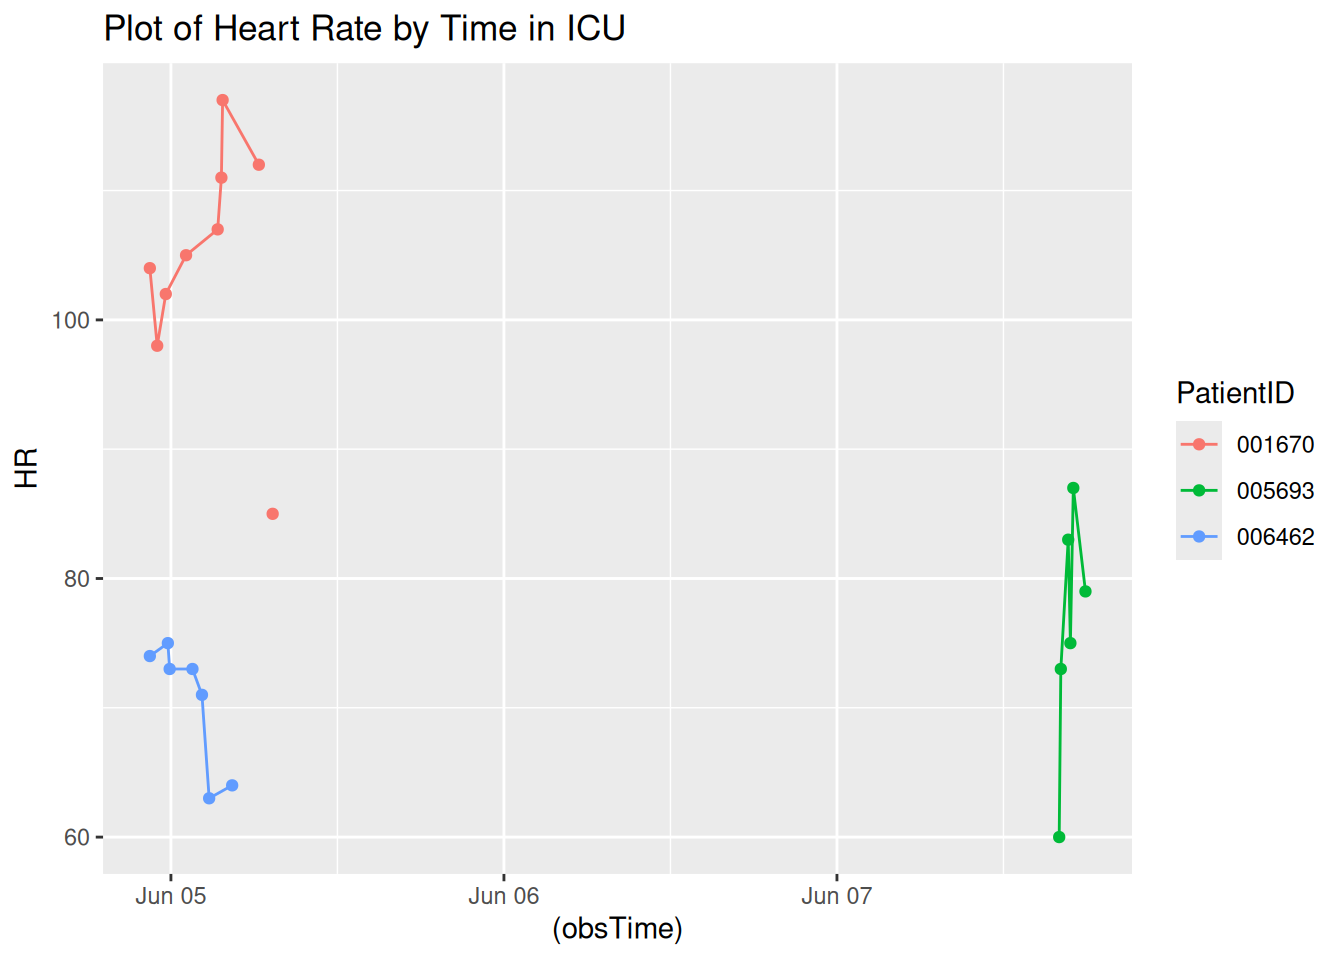 Plot of Heart Rate by Time in ICU
HR
100
80
60
Jun 05
Jun 06
Jun 07
(obsTime)
PatientID
001670
005693
006462